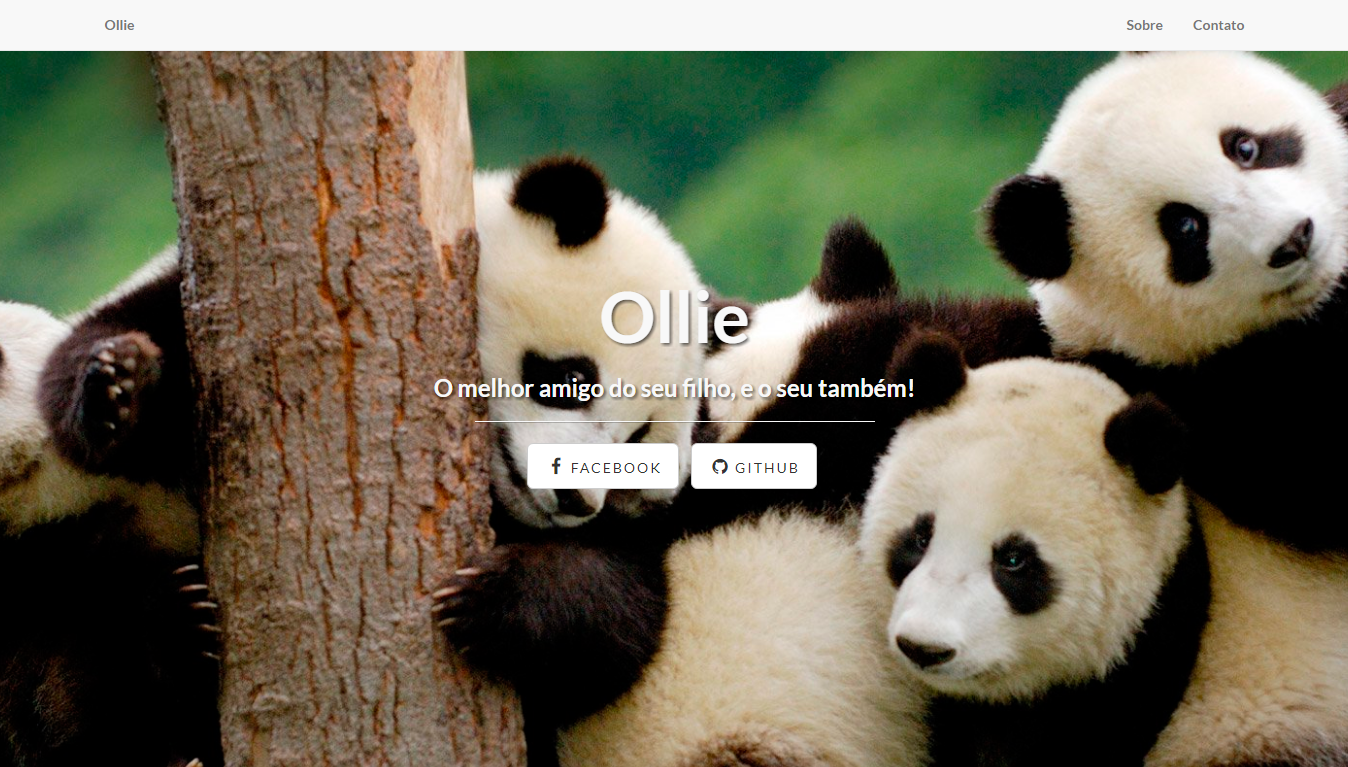 Ollie
Sobre Contato
Ollie
O melhor amigo do seu filho, e o seu também!
FACEBOOK
GITHUB